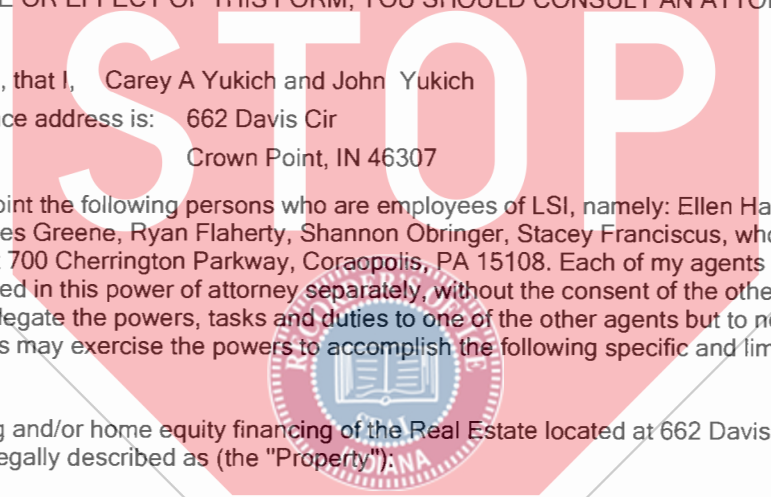 E OR EFFECT OF THIS FORM, YOU SHOULD CONSULT AN ATTO
STOP
, that I, Carey A Yukich and John Yukich
ce address is: 662 Davis Cir
Crown Point, IN 46307
oint the following persons who are employees of LSI, namely: Ellen Ha
es Greene, Ryan Flaherty, Shannon Obringer, Stacey Franciscus, who
t 700 Cherrington Parkway, Coraopolis, PA 15108. Each of my agents
ed in this power of attorney separately, without the consent of the othe
legate the powers, tasks and duties to one of the other agents but to no
s may exercise the powers to accomplish the following specific and lim
RECORDER'S OFFICE
SEAL
INDIANA
g and/or home equity financing of the Real Estate located at 662 Davis
egally described as (the "Property"):